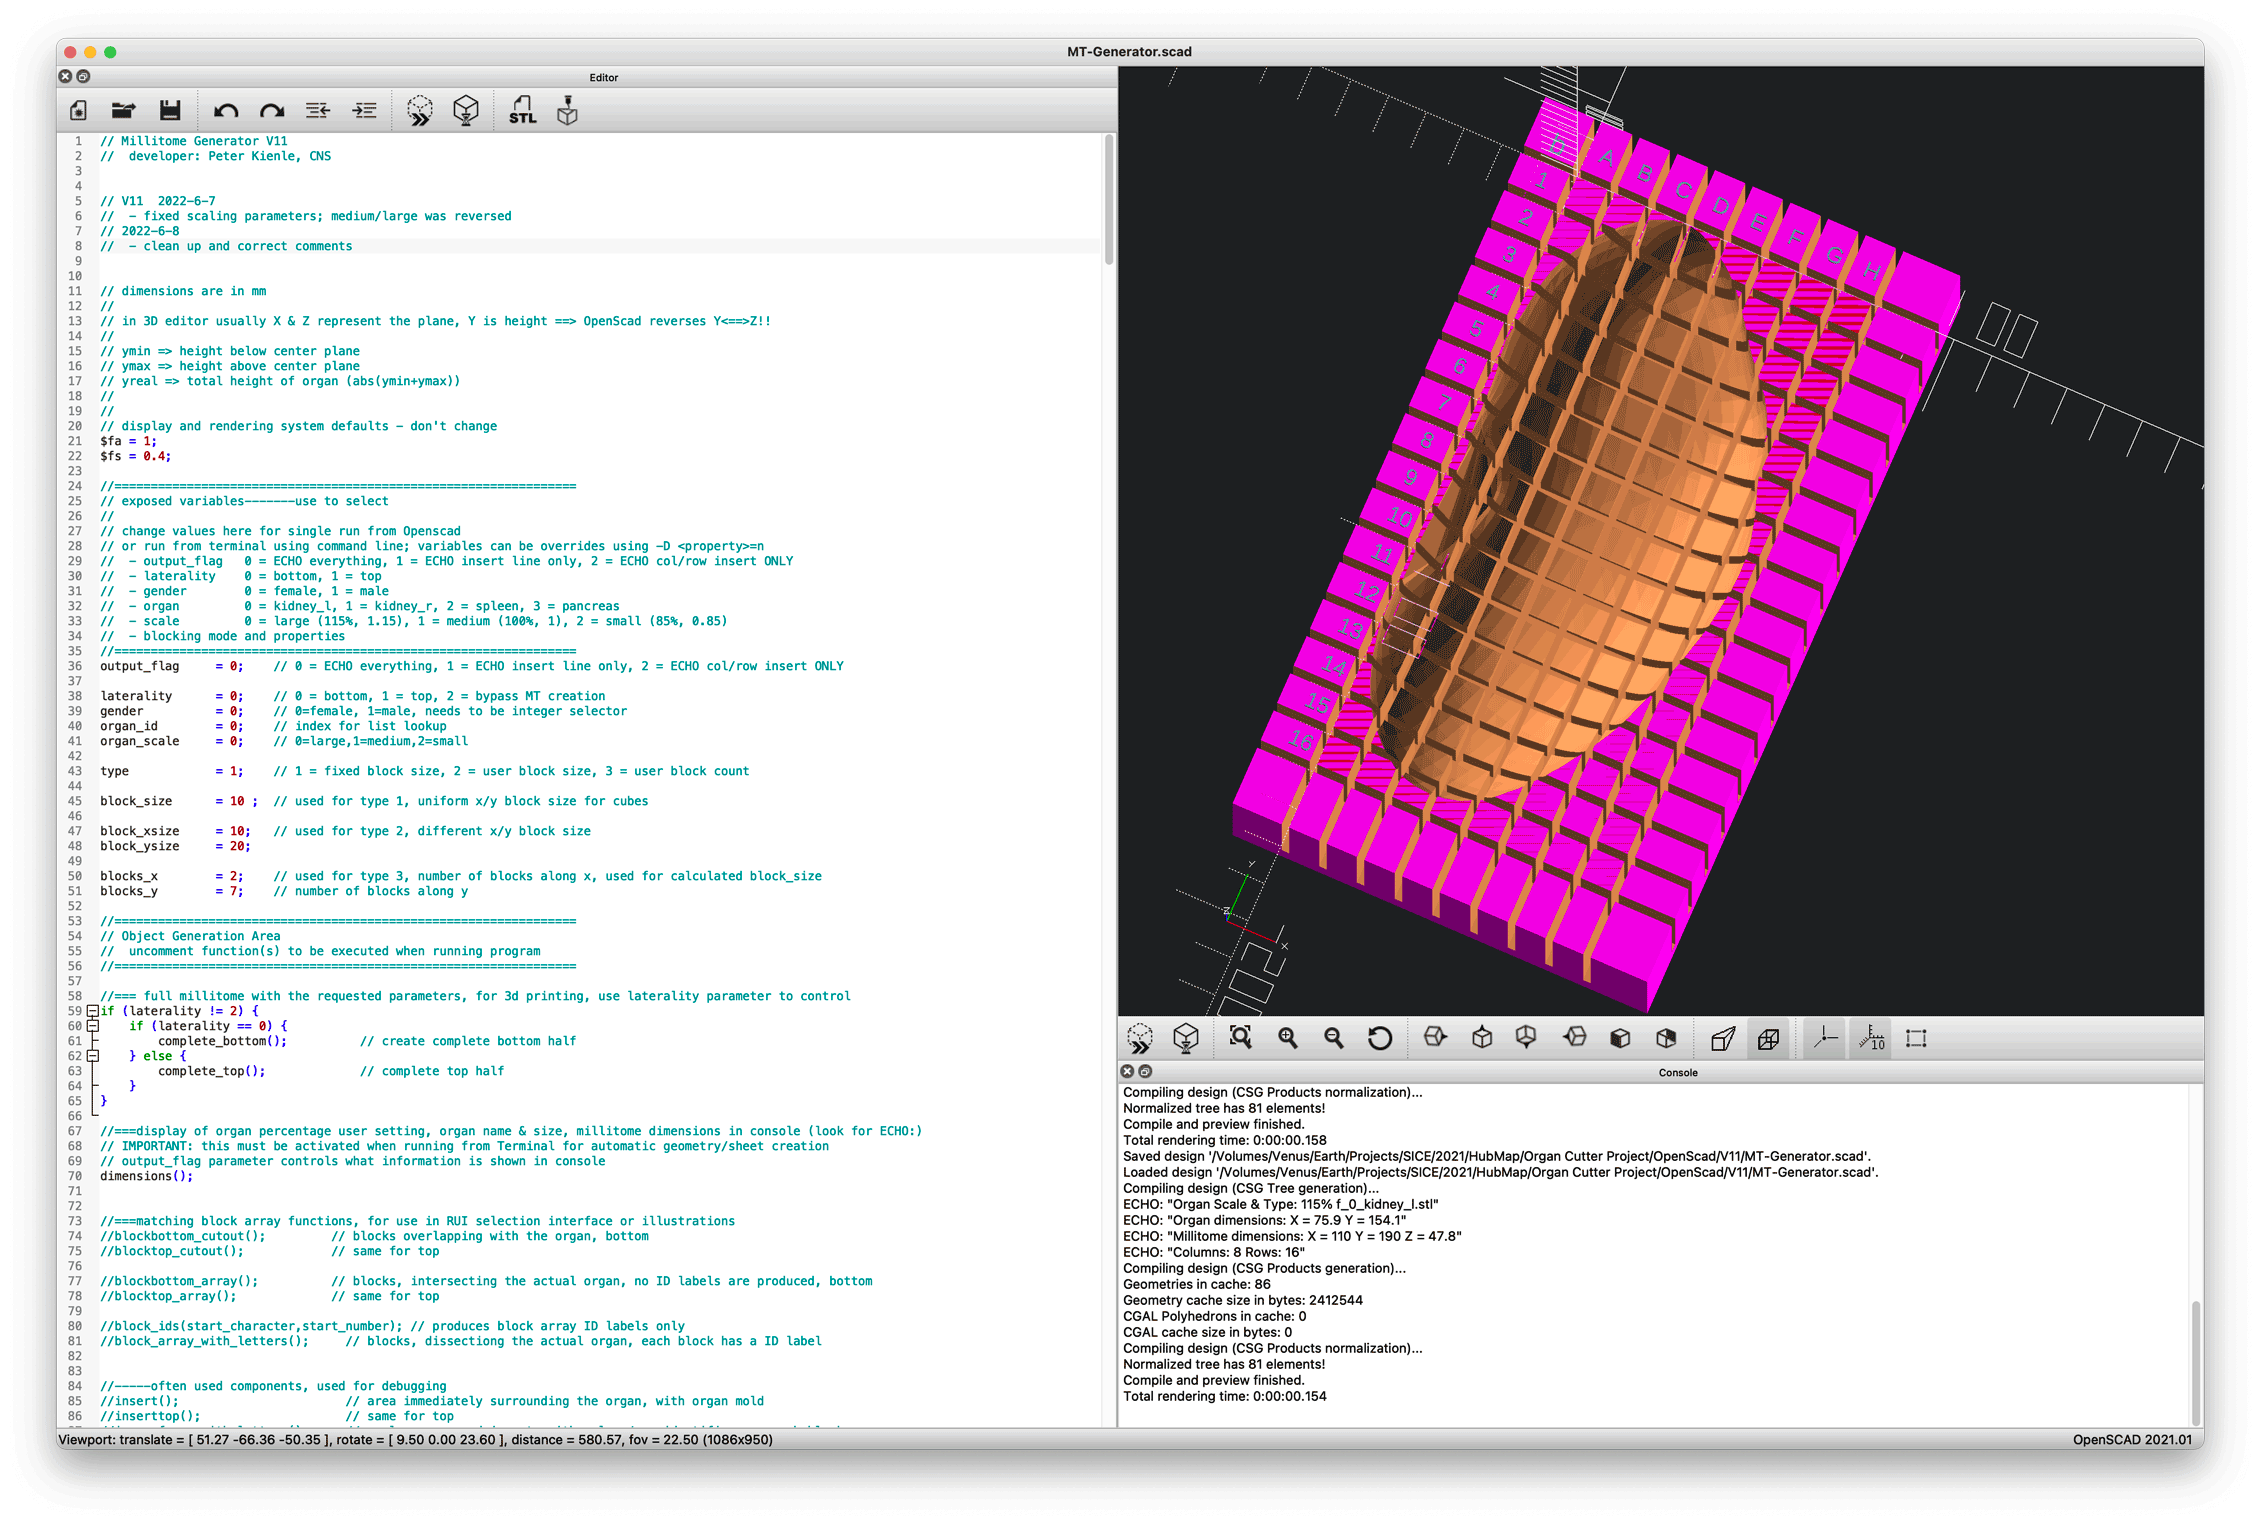 MT-Generator.scad
Editor
STL
1 // Millitome Generator V11
2 //  developer: Peter Kienle, CNS
3
4
5 // V11  2022-6-7
6 //  - fixed scaling parameters; medium/large was reversed
7 // 2022-6-8
8 //  - clean up and correct comments
9
10
11 // dimensions are in mm
12 //
13 // in 3D editor usually X & Z represent the plane, Y is height ==> OpenScad reverses Y<==>Z!!
14 //
15 // ymin => height below center plane
16 // ymax => height above center plane
17 // yreal => total height of organ (abs(ymin+ymax))
18 //
19 //
20 // display and rendering system defaults - don't change
21 $fa = 1;
22 $fs = 0.4;
23
24 //================================================================
25 // exposed variables-------use to select
26 //
27 // change values here for single run from Openscad
28 // or run from terminal using command line; variables can be overrides using -D <property>=n
29 //  - output_flag   0 = ECHO everything, 1 = ECHO insert line only, 2 = ECHO col/row insert ONLY
30 //  - laterality    0 = bottom, 1 = top
31 //  - gender        0 = female, 1 = male
32 //  - organ         0 = kidney_l, 1 = kidney_r, 2 = spleen, 3 = pancreas
33 //  - scale         0 = large (115%, 1.15), 1 = medium (100%, 1), 2 = small (85%, 0.85)
34 //  - blocking mode and properties
35 //================================================================
36 output_flag     = 0;    // 0 = ECHO everything, 1 = ECHO insert line only, 2 = ECHO col/row insert ONLY
37
38 laterality      = 0;    // 0 = bottom, 1 = top, 2 = bypass MT creation
39 gender          = 0;    // 0=female, 1=male, needs to be integer selector
40 organ_id        = 0;    // index for list lookup
41 organ_scale     = 0;    // 0=large,1=medium,2=small
42
43 type            = 1;    // 1 = fixed block size, 2 = user block size, 3 = user block count
44
45 block_size      = 10 ;  // used for type 1, uniform x/y block size for cubes
46
47 block_xsize     = 10;   // used for type 2, different x/y block size
48 block_ysize     = 20;
49
50 blocks_x        = 2;    // used for type 3, number of blocks along x, used for calculated block_size
51 blocks_y        = 7;    // number of blocks along y
52
53 //================================================================
54 // Object Generation Area
55 //  uncomment function(s) to be executed when running program
56 //================================================================
57
58 //=== full millitome with the requested parameters, for 3d printing, use laterality parameter to control
59 if (laterality != 2) {
60     if (laterality == 0) {
61         complete_bottom();          // create complete bottom half
62     } else {
63         complete_top();             // complete top half
64     }
65 }
66
67 //===display of organ percentage user setting, organ name & size, millitome dimensions in console (look for ECHO:)
68 // IMPORTANT: this must be activated when running from Terminal for automatic geometry/sheet creation
69 // output_flag parameter controls what information is shown in console
70 dimensions();
71
72
73 //===matching block array functions, for use in RUI selection interface or illustrations
74 //blockbottom_cutout();         // blocks overlapping with the organ, bottom
75 //blocktop_cutout();            // same for top
76
77 //blockbottom_array();          // blocks, intersecting the actual organ, no ID labels are produced, bottom
78 //blocktop_array();             // same for top
79
80 //block_ids(start_character,start_number); // produces block array ID labels only
81 //block_array_with_letters();     // blocks, dissecting the actual organ, each block has a ID label
82
83
84 //-----often used components, used for debugging
85 //insert();                       // area immediately surrounding the organ, with organ mold
86 //inserttop();                    // same for top
A B C D E F G H
1
2
3
4
5
6
7
8
9
10
11
12
13
14
15
16
Y
Z
X
10
Console
Compiling design (CSG Products normalization)...
Normalized tree has 81 elements!
Compile and preview finished.
Total rendering time: 0:00:00.158
Saved design '/Volumes/Venus/Earth/Projects/SICE/2021/HubMap/Organ Cutter Project/OpenScad/V11/MT-Generator.scad'.
Loaded design '/Volumes/Venus/Earth/Projects/SICE/2021/HubMap/Organ Cutter Project/OpenScad/V11/MT-Generator.scad'.
Compiling design (CSG Tree generation)...
ECHO: "Organ Scale & Type: 115% f_0_kidney_l.stl"
ECHO: "Organ dimensions: X = 75.9 Y = 154.1"
ECHO: "Millitome dimensions: X = 110 Y = 190 Z = 47.8"
ECHO: "Columns: 8 Rows: 16"
Compiling design (CSG Products generation)...
Geometries in cache: 86
Geometry cache size in bytes: 2412544
CGAL Polyhedrons in cache: 0
CGAL cache size in bytes: 0
Compiling design (CSG Products normalization)...
Normalized tree has 81 elements!
Compile and preview finished.
Total rendering time: 0:00:00.154
Viewport: translate = [ 51.27 -66.36 -50.35 ], rotate = [ 9.50 0.00 23.60 ], distance = 580.57, fov = 22.50 (1086x950)
OpenSCAD 2021.01